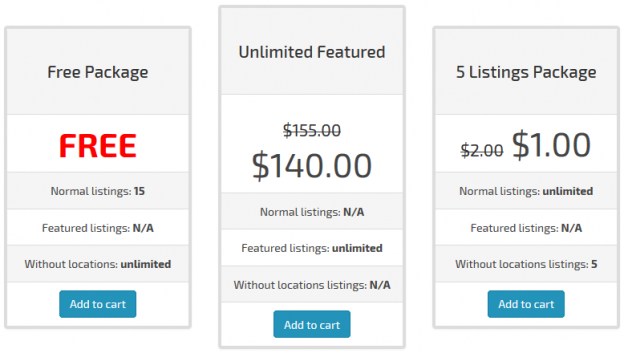 Free Package
FREE
Normal listings: 15
Featured listings: N/A
Without locations: unlimited
Add to cart
Unlimited Featured
$155.00
$140.00
Normal listings: N/A
Featured listings: unlimited
Without locations listings: N/A
Add to cart
5 Listings Package
$2.00 $1.00
Normal listings: unlimited
Featured listings: N/A
Without locations listings: 5
Add to cart